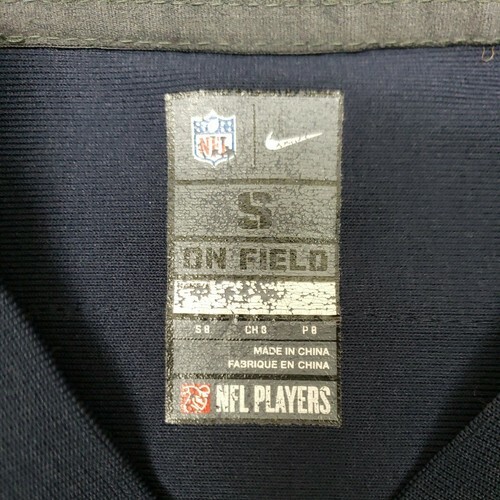 NFL
S
ON FIELD
S 8 CH 8 P 8
MADE IN CHINA
FABRIQUE EN CHINA
NFL PLAYERS